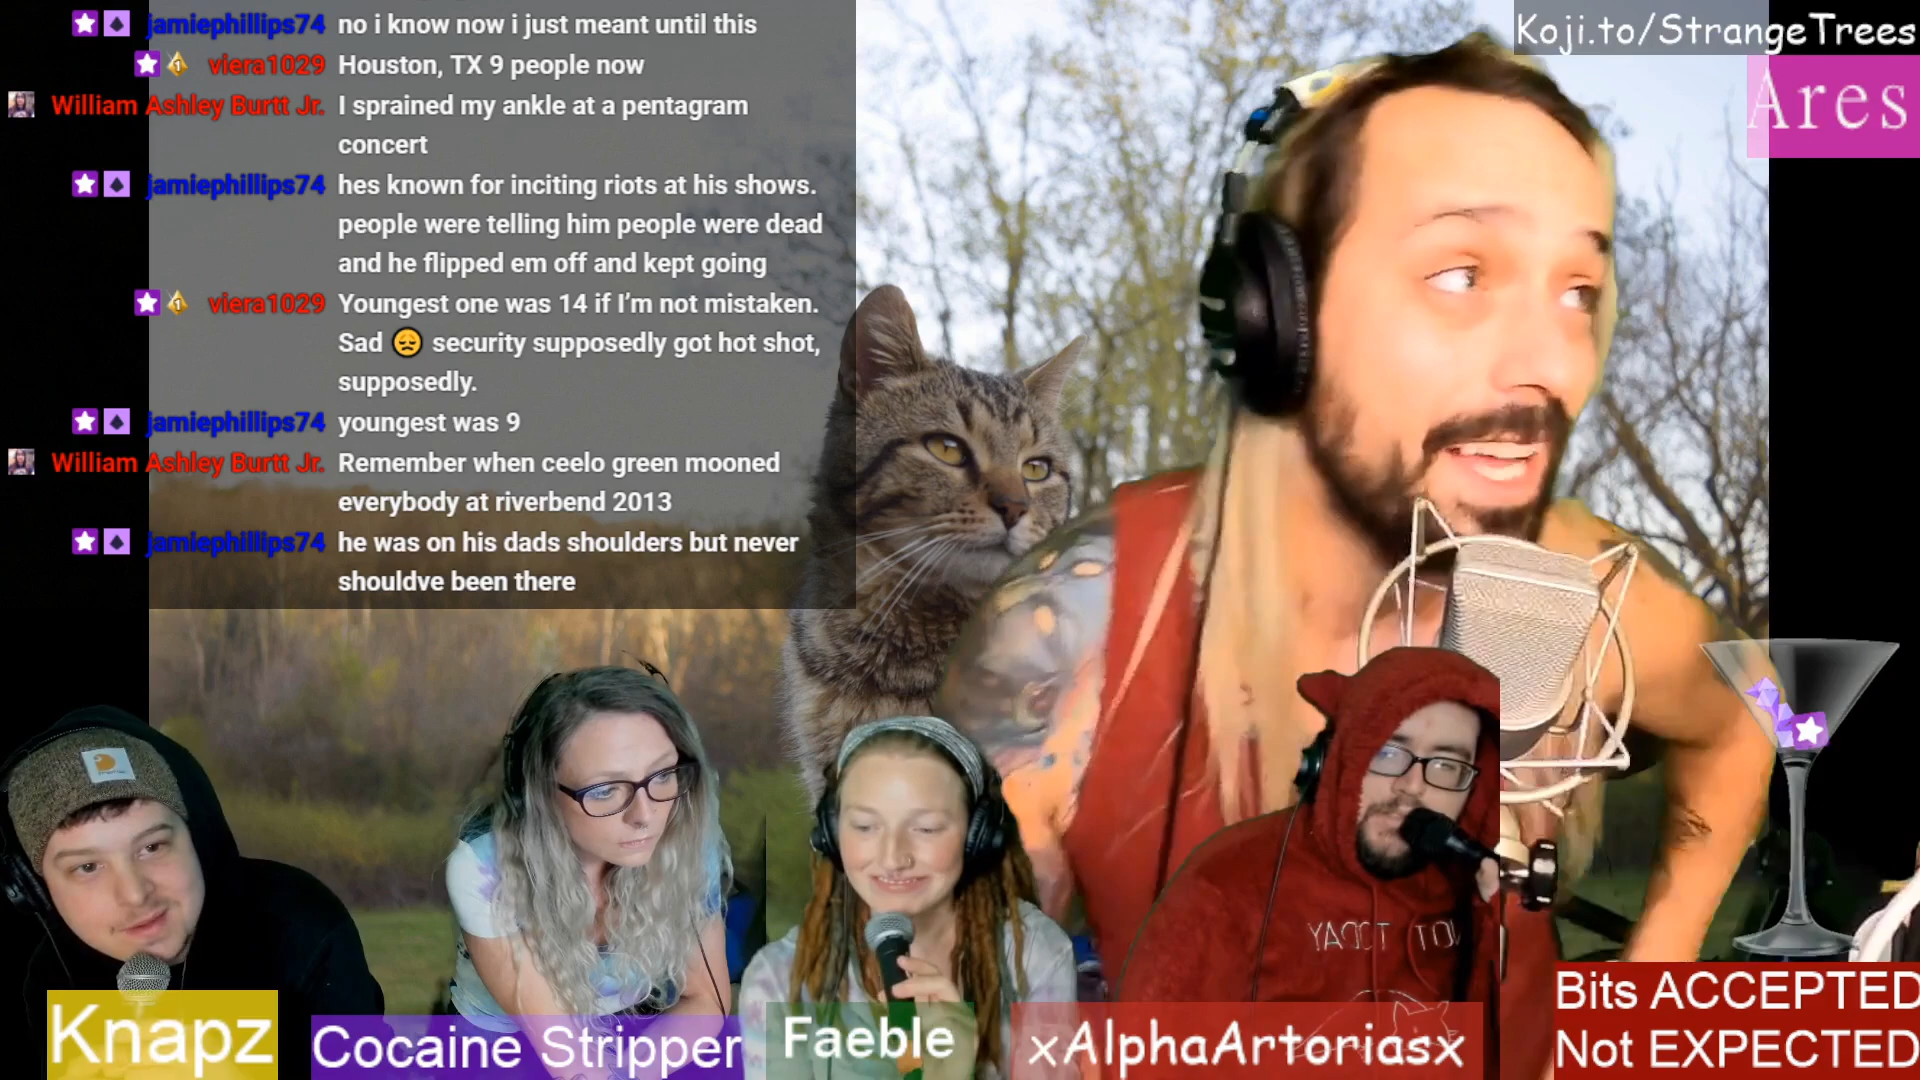 jamiephillips74 no i know now i just meant until this
viera1029 Houston, TX 9 people now
William Ashley Burtt Jr. I sprained my ankle at a pentagram
concert
jamiephillips74 hes known for inciting riots at his shows.
people were telling him people were dead
and he flipped em off and kept going
viera1029 Youngest one was 14 if I’m not mistaken.
Sad 😞 security supposedly got hot shot,
supposedly.
jamiephillips74 youngest was 9
William Ashley Burtt Jr. Remember when ceelo green mooned
everybody at riverbend 2013
jamiephillips74 he was on his dads shoulders but never
shouldve been there
Koji.to/StrangeTrees
Ares
Knapz
Cocaine Stripper
Faeble
xAlphaArtoriasx
Bits ACCEPTED
Not EXPECTED